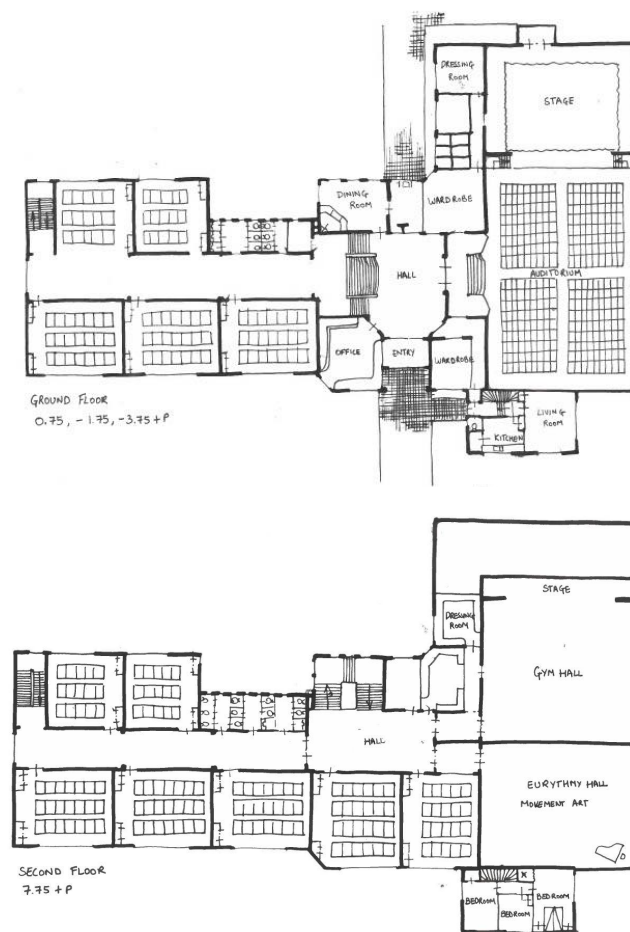 DRESSING
ROOM
STAGE
DINING
ROOM
WARDROBE
HALL
AUDITORIUM
OFFICE
ENTRY
WARDROBE
LIVING
ROOM
KITCHEN
GROUND FLOOR
0.75, -1.75, -3.75 +P
STAGE
DRESSING
ROOM
GYM HALL
HALL
EURYTHMY HALL
MOVEMENT ART
SECOND FLOOR
7.75 +P
BEDROOM
BEDROOM
BEDROOM